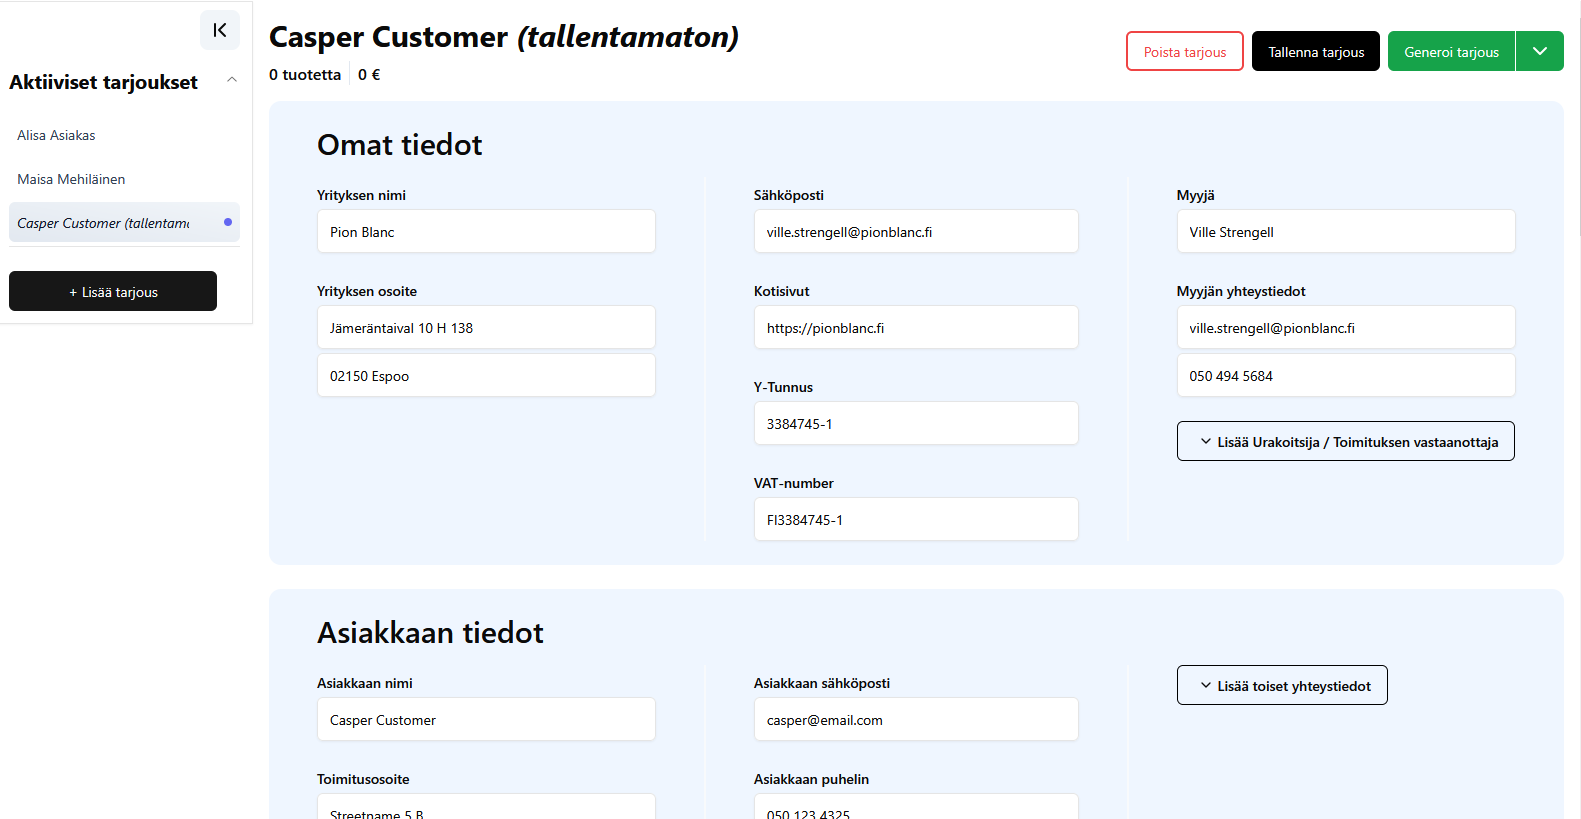 Aktiiviset tarjoukset
Alisa Asiakas
Maisa Mehiläinen
Casper Customer
+ Lisää tarjous
Casper Customer (tallentamaton)
0 tuotetta
0 €
Poista tarjous
Tallenna tarjous
Generoi tarjous
Omat tiedot
Yrityksen nimi
Pion Blanc
Yrityksen osoite
Jämeräntaival 10 H 138
02150 Espoo
Sähköposti
ville.strengell@pionblanc.fi
Kotisivut
https://pionblanc.fi
Y-Tunnus
3384745-1
VAT-number
FI3384745-1
Myyjä
Ville Strengell
Myyjän yhteystiedot
ville.strengell@pionblanc.fi
050 494 5684
Lisää Urakoitsija / Toimituksen vastaanottaja
Asiakkaan tiedot
Asiakkaan nimi
Casper Customer
Toimitusosoite
Streetname 5 B
Asiakkaan sähköposti
casper@email.com
Asiakkaan puhelin
050 123 4325
Lisää toiset yhteystiedot